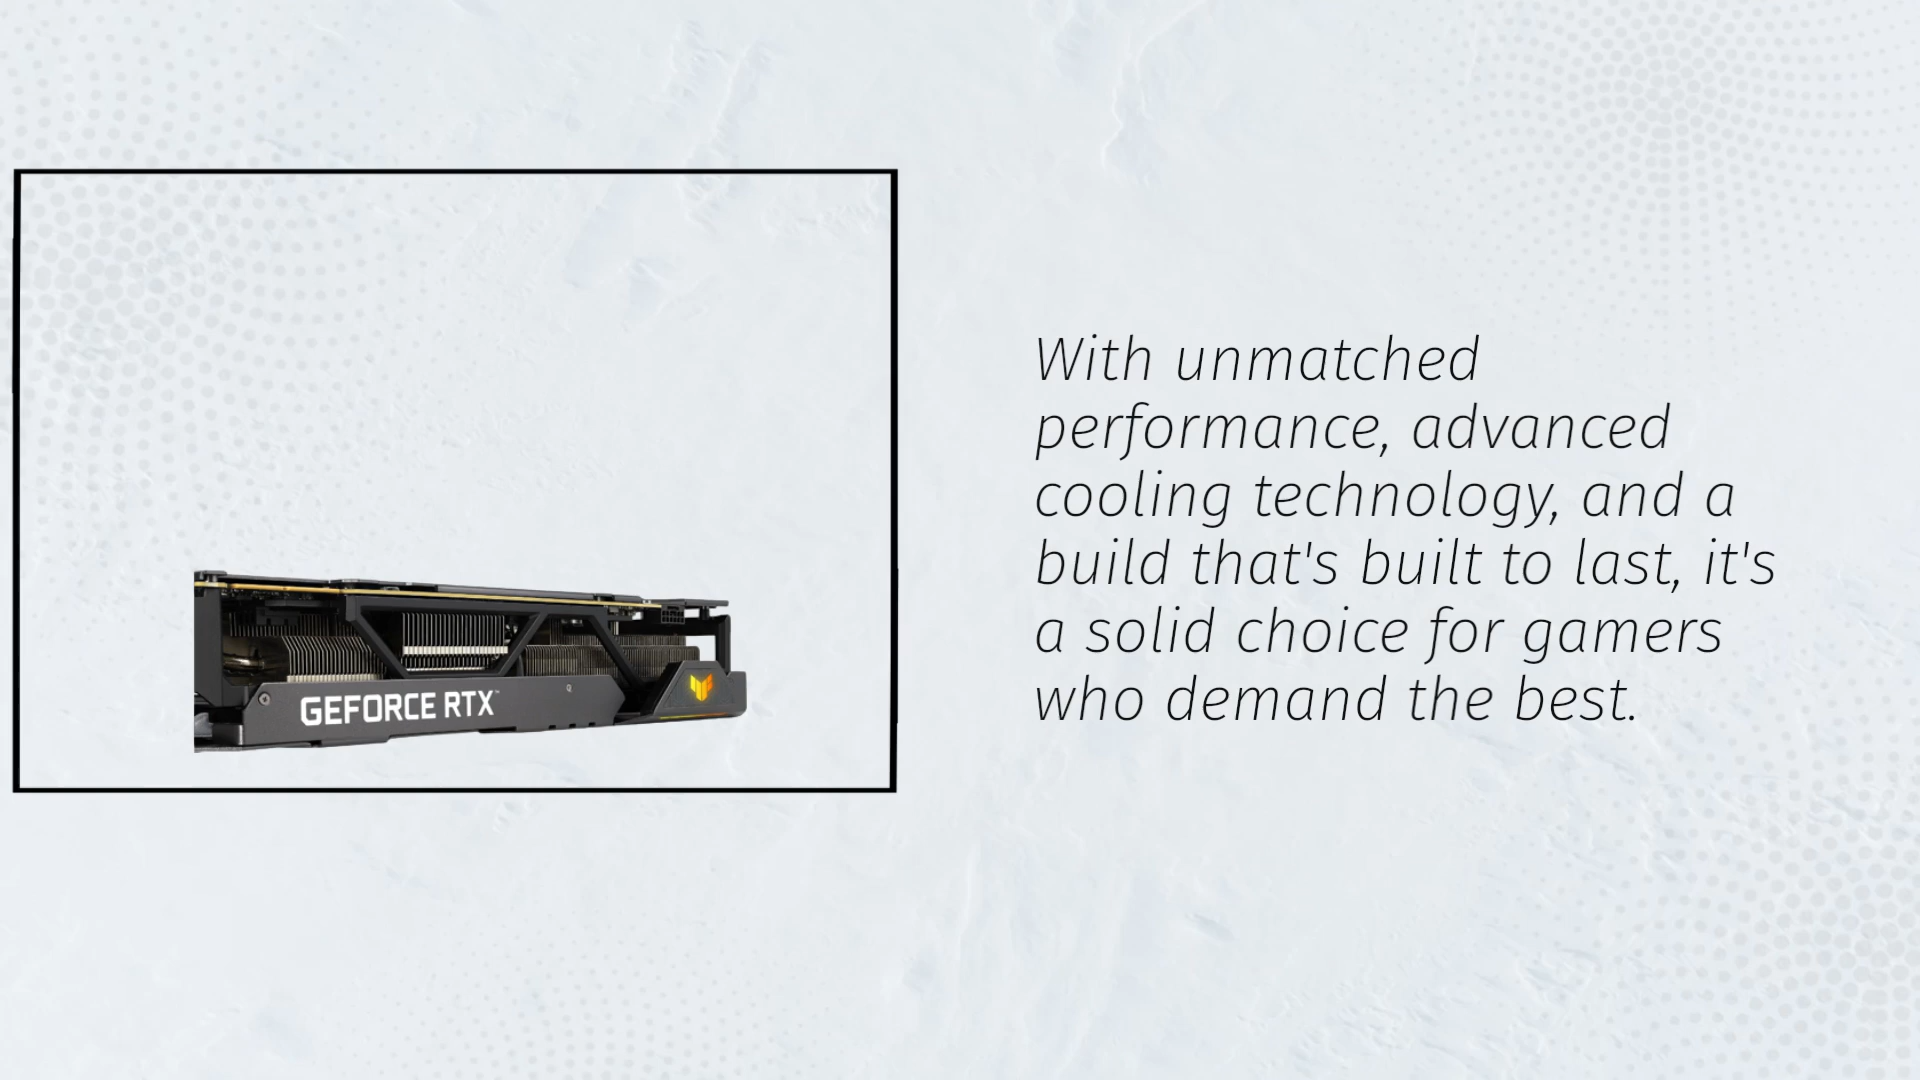 GEFORCE RTX
With unmatched
performance, advanced
cooling technology, and a
build that's built to last, it's
a solid choice for gamers
who demand the best.